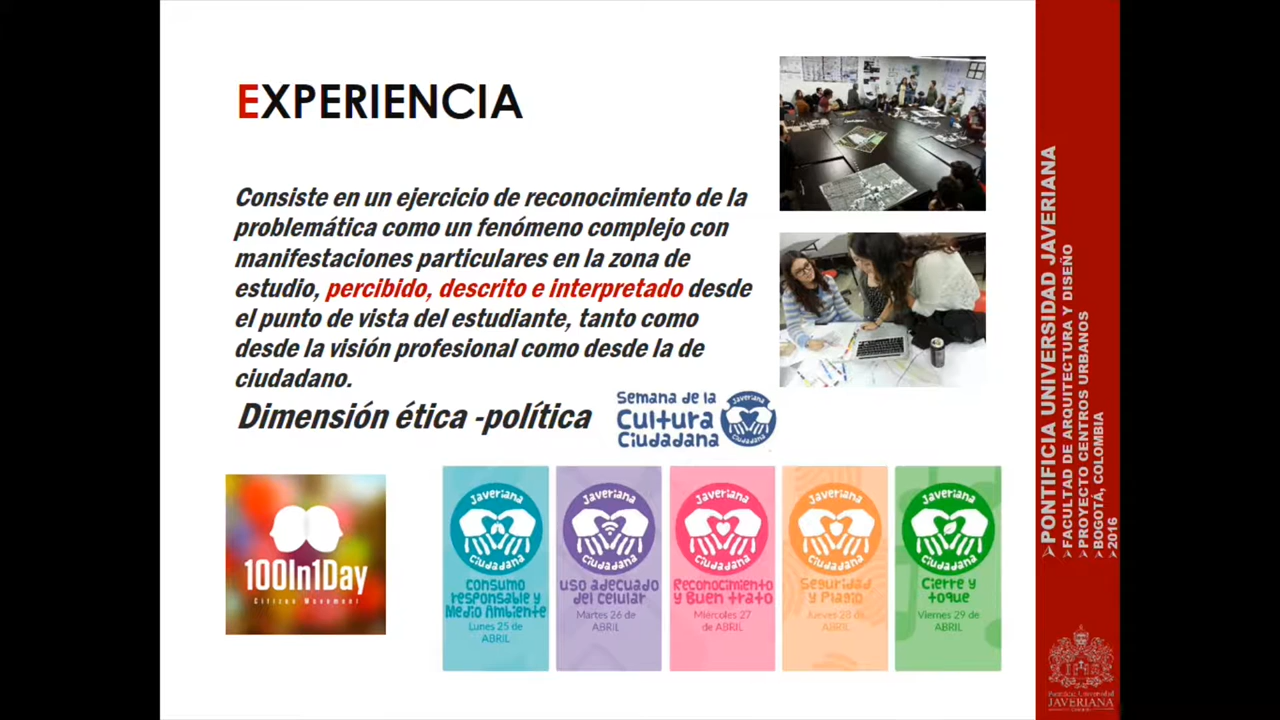 EXPERIENCIA
Consiste en un ejercicio de reconocimiento de la
problemática como un fenómeno complejo con
manifestaciones particulares en la zona de
estudio, percibido, descrito e interpretado desde
el punto de vista del estudiante, tanto como
desde la visión profesional como desde la de
ciudadano.
Dimensión ética -política
Semana de la
Cultura
Ciudadana
Javeriana
Ciudadana
100In1Day
Citizen Movement
Javeriana
Ciudadana
Consumo
responsable y
Medio Ambiente
Lunes 25 de
ABRIL
Javeriana
Ciudadana
uso adecuado
del celular
Martes 26 de
ABRIL
Javeriana
Ciudadana
Reconocimiento
y Buen trato
Miércoles 27
de ABRIL
Javeriana
Ciudadana
Seguridad
y Plagio
Jueves 28 de
ABRIL
Javeriana
Ciudadana
Cierre y
toque
Viernes 29 de
ABRIL
PONTIFICIA UNIVERSIDAD JAVERIANA
FACULTAD DE ARQUITECTURA Y DISEÑO
PROYECTO CENTROS URBANOS
BOGOTÁ, COLOMBIA
2016
Pontificia Universidad
JAVERIANA